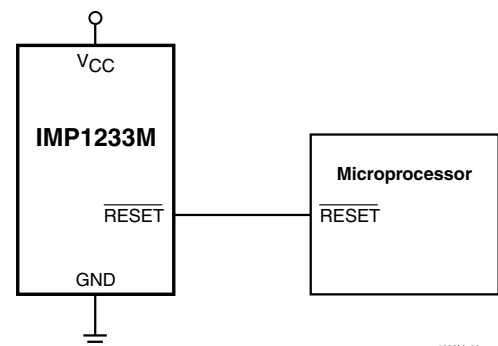 VCC
IMP1233M
Microprocessor
RESET RESET
GND